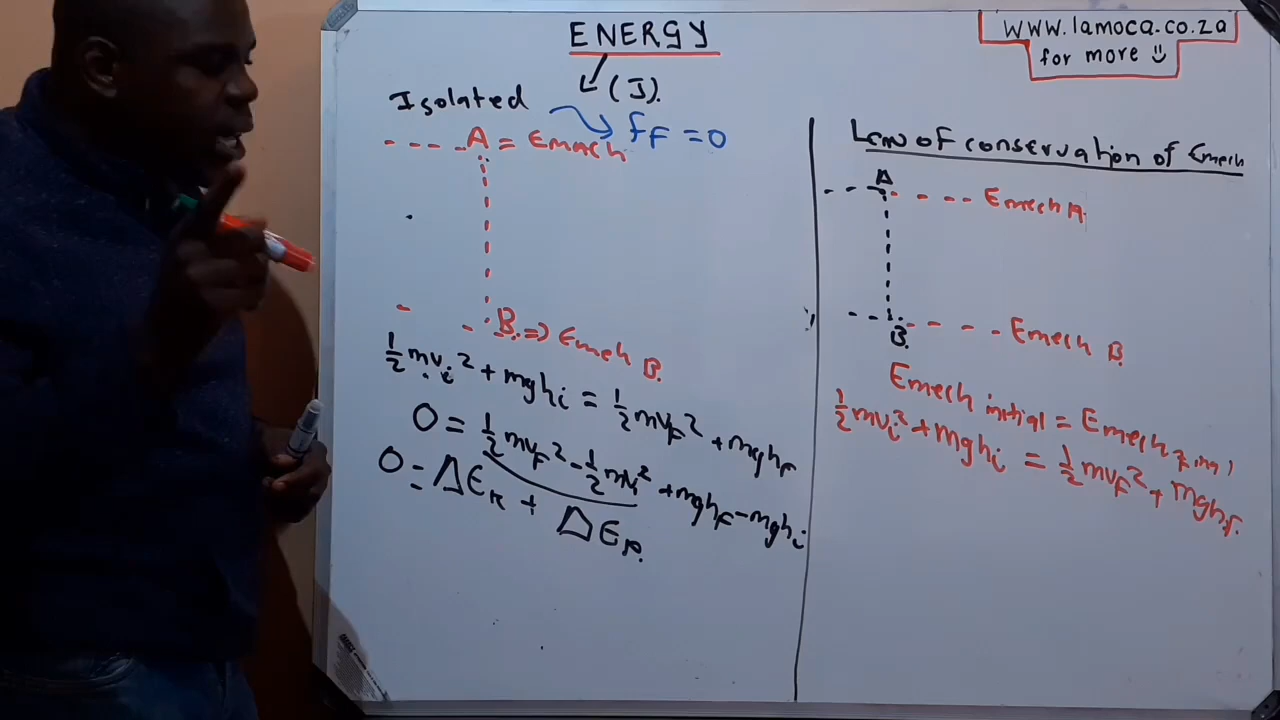 ENERGY
(J).
www.lamoca.co.za
for more
Isolated
fF = 0
A = Emech
B. => Emech B.
½mvi² + mghi = ½mvF² + mghF
0 = ½mvF² - ½mvi² + mghF - mghi
0 = ΔEK + ΔEP.
Law of conservation of Emech
A
Emech A.
B.
Emech B.
Emech initial = Emech final
½mvi² + mghi = ½mvF² + mghF.